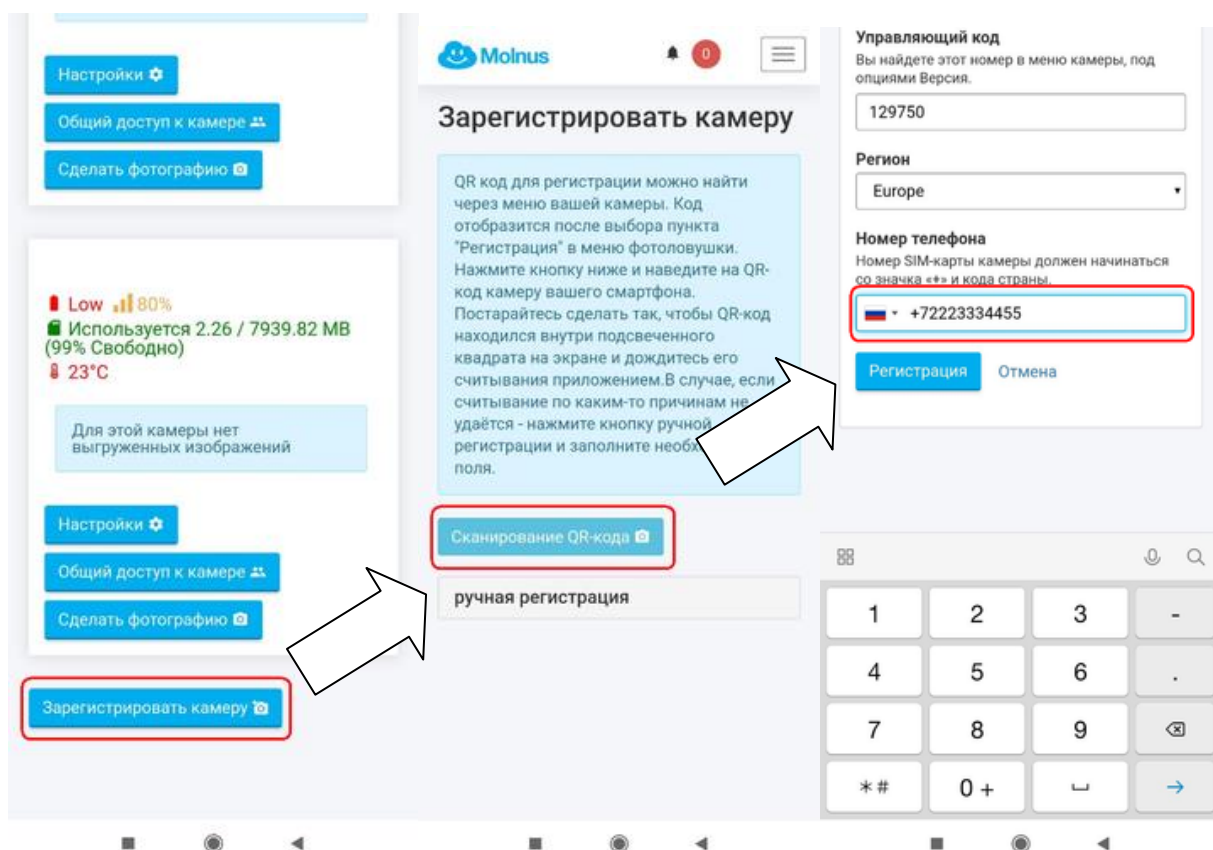 Настройки
Общий доступ к камере
Сделать фотографию
Low 80%
Используется 2.26 / 7939.82 MB
(99% Свободно)
23°C
Для этой камеры нет
выгруженных изображений
Настройки
Общий доступ к камере
Сделать фотографию
Зарегистрировать камеру
Molnus
0
Зарегистрировать камеру
QR код для регистрации можно найти
через меню вашей камеры. Код
отобразится после выбора пункта
"Регистрация" в меню фотоловушки.
Нажмите кнопку ниже и наведите на QR-
код камеру вашего смартфона.
Постарайтесь сделать так, чтобы QR-код
находился внутри подсвеченного
квадрата на экране и дождитесь его
считывания приложением.В случае, если
считывание по каким-то причинам не
удаётся - нажмите кнопку ручной
регистрации и заполните
поля.
Сканирование QR-кода
ручная регистрация
Управляющий код
Вы найдете этот номер в меню камеры, под
опциями Версия.
129750
Регион
Europe
Номер телефона
Номер SIM-карты камеры должен начинаться
со значка «+» и кода страны.
+72223334455
Регистрация Отмена
1 2 3 -
4 5 6 .
7 8 9
*# 0 +